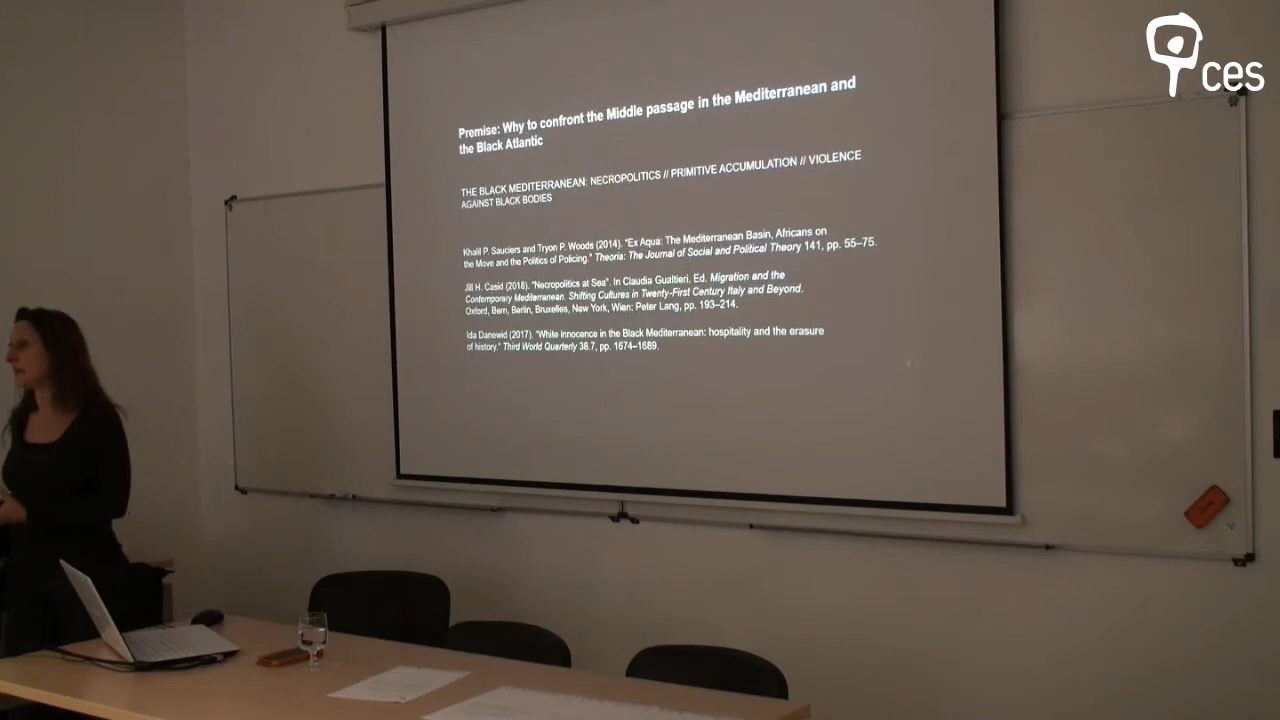 ces
Premise: Why to confront the Middle passage in the Mediterranean and
the Black Atlantic
THE BLACK MEDITERRANEAN: NECROPOLITICS // PRIMITIVE ACCUMULATION // VIOLENCE
AGAINST BLACK BODIES
Khalil P. Sauciers and Tryon P. Woods (2014). "Ex Aqua: The Mediterranean Basin, Africans on
the Move and the Politics of Policing." Theoria: The Journal of Social and Political Theory 141, pp. 55–75.
Jill H. Casid (2018). "Necropolitics at Sea". In Claudia Gualtieri. Ed. Migration and the
Contemporary Mediterranean. Shifting Cultures in Twenty-First Century Italy and Beyond.
Oxford, Bern, Berlin, Bruxelles, New York, Wien: Peter Lang, pp. 193–214.
Ida Danewid (2017). "White innocence in the Black Mediterranean: hospitality and the erasure
of history." Third World Quarterly 38.7, pp. 1674–1689.